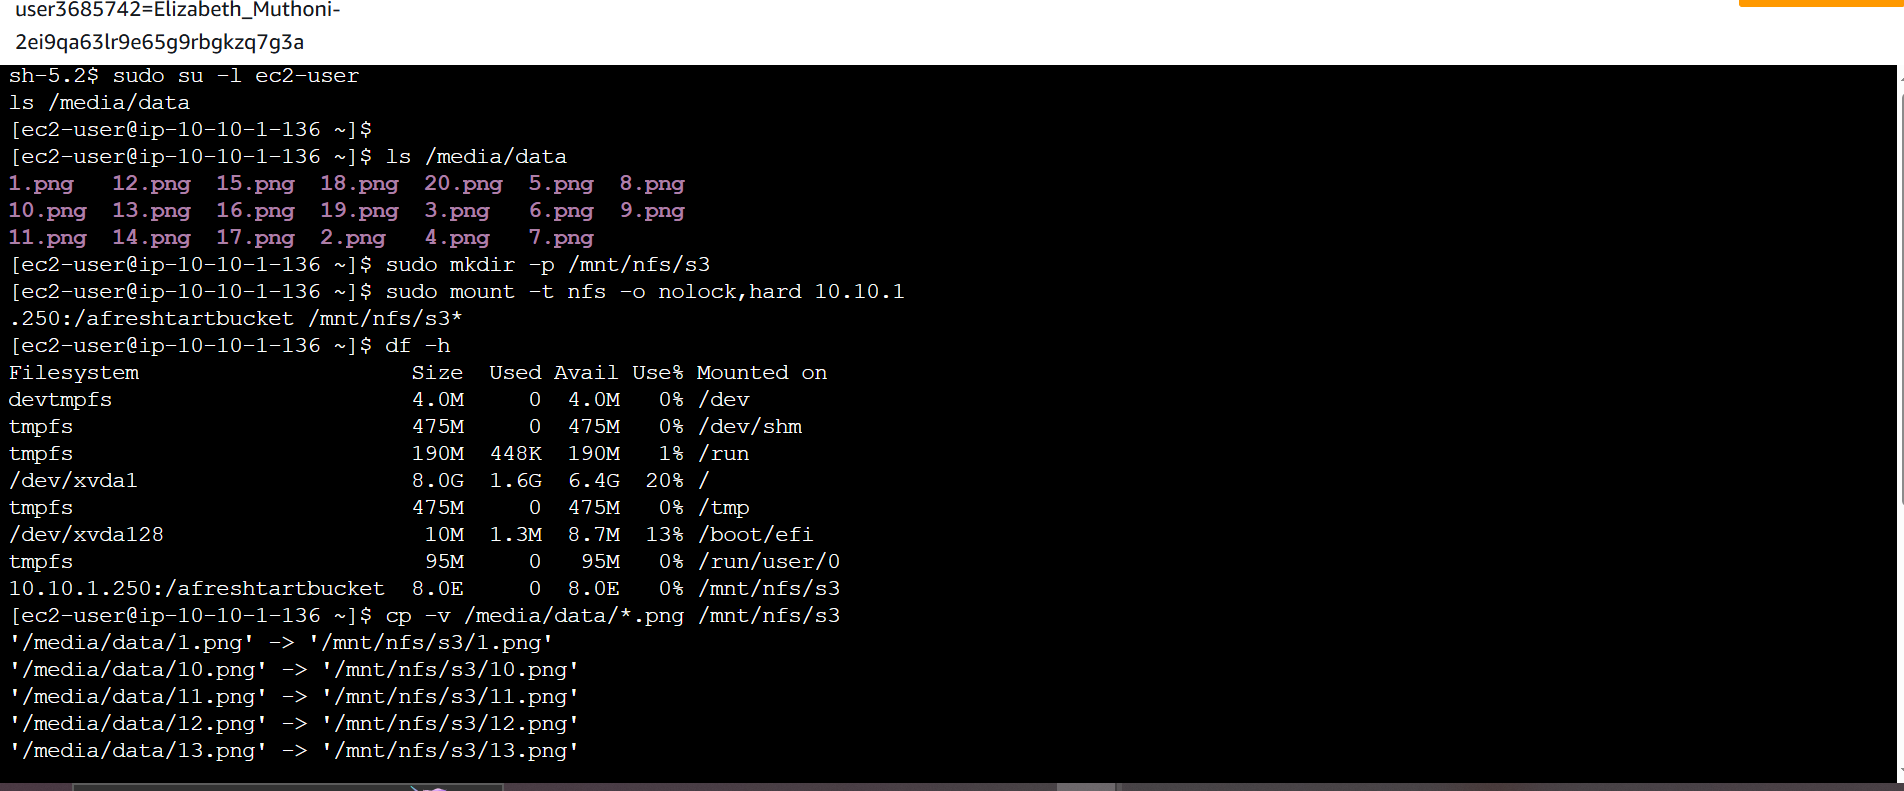 user3685742=Elizabeth_Muthoni-
2ei9qa63lr9e65g9rbgkzq7g3a
sh-5.2$ sudo su -l ec2-user
ls /media/data
[ec2-user@ip-10-10-1-136 ~]$
[ec2-user@ip-10-10-1-136 ~]$ ls /media/data
1.png   12.png  15.png  18.png  20.png  5.png  8.png
10.png  13.png  16.png  19.png  3.png   6.png  9.png
11.png  14.png  17.png  2.png   4.png   7.png
[ec2-user@ip-10-10-1-136 ~]$ sudo mkdir -p /mnt/nfs/s3
[ec2-user@ip-10-10-1-136 ~]$ sudo mount -t nfs -o nolock,hard 10.10.1
.250:/afreshtartbucket /mnt/nfs/s3*
[ec2-user@ip-10-10-1-136 ~]$ df -h
Filesystem                     Size  Used Avail Use% Mounted on
devtmpfs                       4.0M     0  4.0M   0% /dev
tmpfs                          475M     0  475M   0% /dev/shm
tmpfs                          190M  448K  190M   1% /run
/dev/xvda1                     8.0G  1.6G  6.4G  20% /
tmpfs                          475M     0  475M   0% /tmp
/dev/xvda128                    10M  1.3M  8.7M  13% /boot/efi
tmpfs                           95M     0   95M   0% /run/user/0
10.10.1.250:/afreshtartbucket  8.0E     0  8.0E   0% /mnt/nfs/s3
[ec2-user@ip-10-10-1-136 ~]$ cp -v /media/data/*.png /mnt/nfs/s3
'/media/data/1.png' -> '/mnt/nfs/s3/1.png'
'/media/data/10.png' -> '/mnt/nfs/s3/10.png'
'/media/data/11.png' -> '/mnt/nfs/s3/11.png'
'/media/data/12.png' -> '/mnt/nfs/s3/12.png'
'/media/data/13.png' -> '/mnt/nfs/s3/13.png'